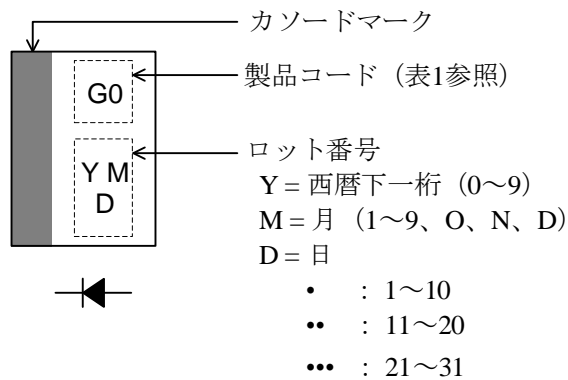 カソードマーク
製品コード（表1参照）
G0
ロット番号
Y M
D
Y = 西暦下一桁（0～9）
M = 月（1～9、O、N、D）
D = 日
• : 1～10
•• : 11～20
••• : 21～31